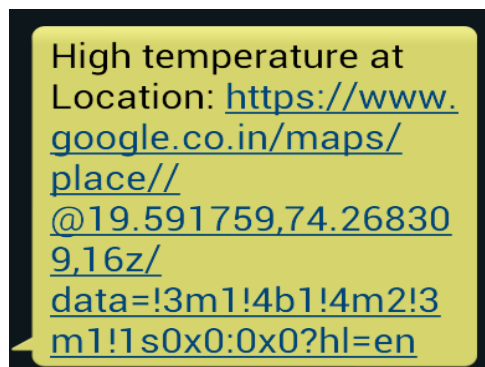 High temperature at
Location: https://www.
google.co.in/maps/
place//
@19.591759,74.26830
9,16z/
data=!3m1!4b1!4m2!3
m1!1s0x0:0x0?hl=en